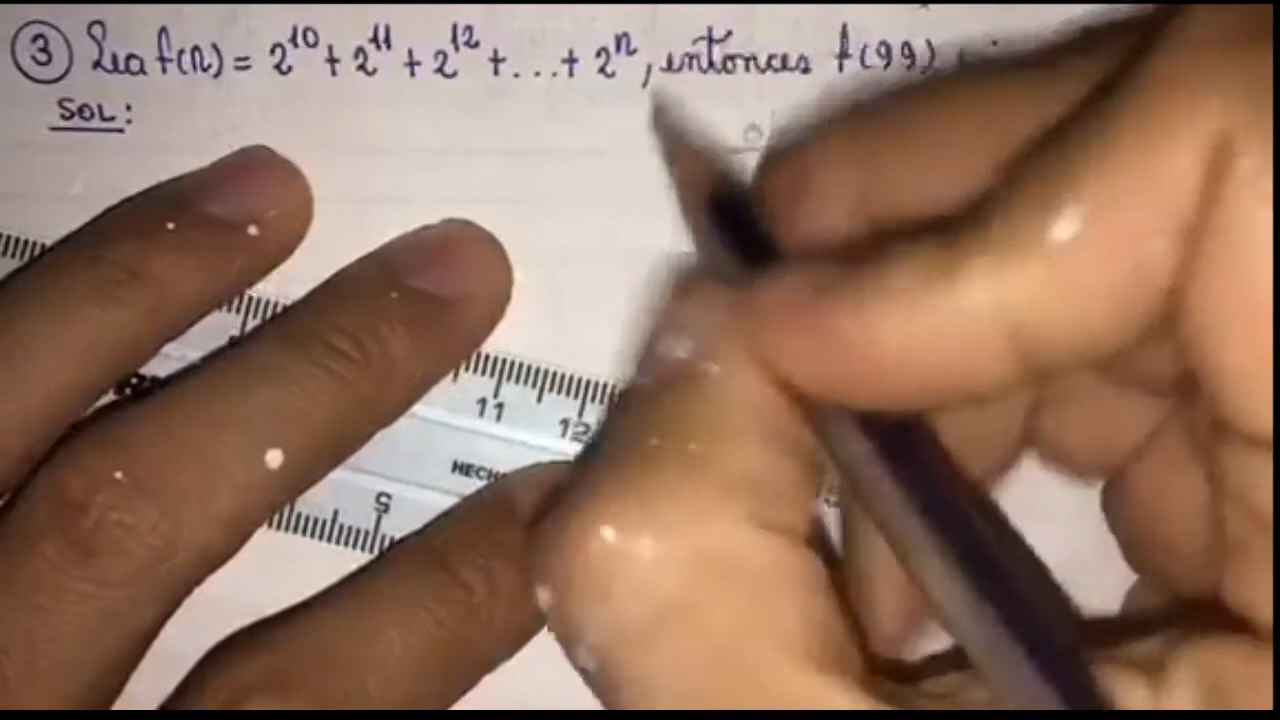 ③ Sea f(n) = 2¹⁰ + 2¹¹ + 2¹² + ... + 2ⁿ, entonces f(99)
SOL:
11 12
HECH
5